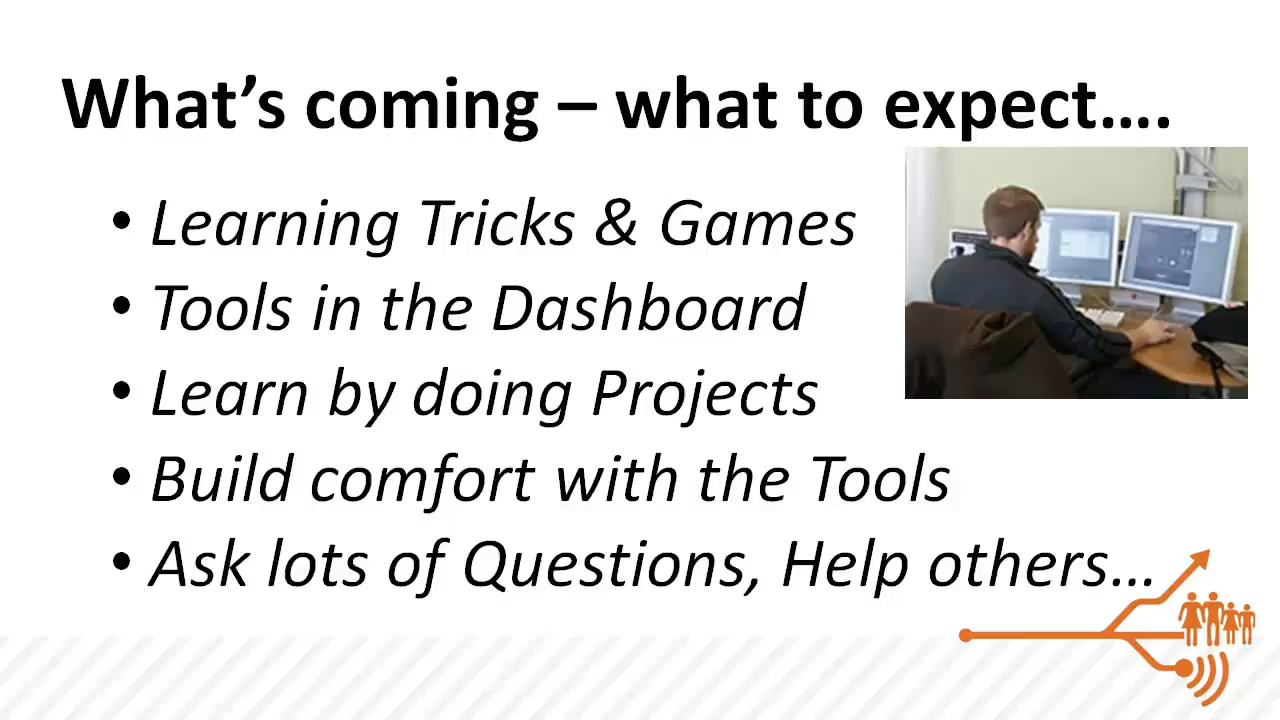 What’s coming – what to expect….
• Learning Tricks & Games
• Tools in the Dashboard
• Learn by doing Projects
• Build comfort with the Tools
• Ask lots of Questions, Help others…